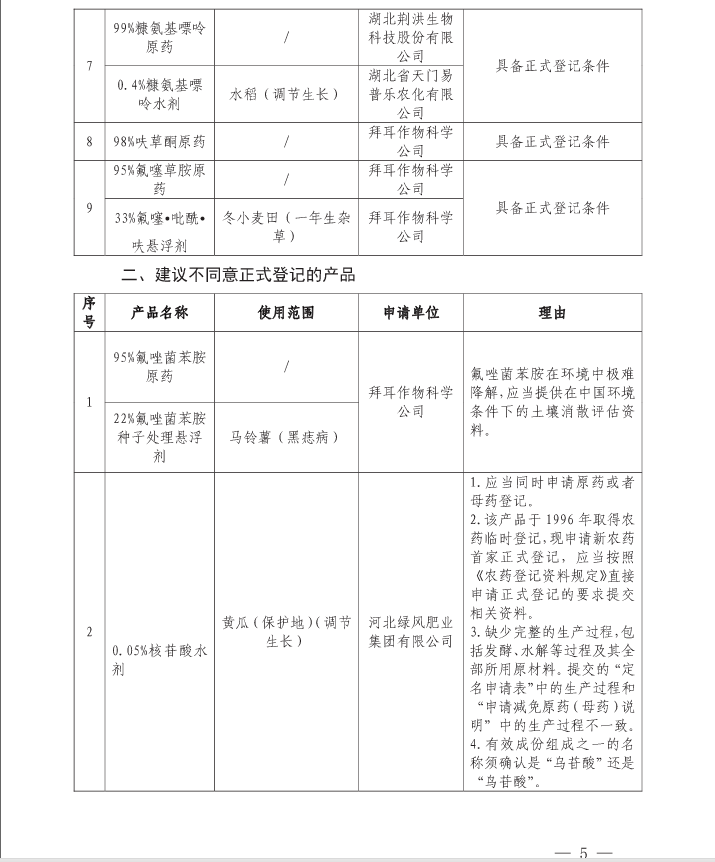 7
99%糠氨基嘌呤
原药
/
湖北荆洪生物
科技股份有限
公司
具备正式登记条件
0.4%糠氨基嘌
呤水剂
水稻（调节生长）
湖北省天门易
普乐农化有限
公司
8
98%呋草酮原药
/
拜耳作物科学
公司
具备正式登记条件
9
95%氟噻草胺原
药
/
拜耳作物科学
公司
具备正式登记条件
33%氟噻•吡酰•
呋悬浮剂
冬小麦田（一年生杂
草）
拜耳作物科学
公司
二、建议不同意正式登记的产品
序
号
产品名称
使用范围
申请单位
理由
1
95%氟唑菌苯胺
原药
/
拜耳作物科学
公司
氟唑菌苯胺在环境中极难
降解,应当提供在中国环境
条件下的土壤消散评估资
料。
22%氟唑菌苯胺
种子处理悬浮
剂
马铃薯（黑痣病）
2
0.05%核苷酸水
剂
黄瓜（保护地）（调节
生长）
河北绿风肥业
集团有限公司
1.应当同时申请原药或者
母药登记。
2.该产品于1996年取得农
药临时登记,现申请新农药
首家正式登记，应当按照
《农药登记资料规定》直接
申请正式登记的要求提交
相关资料。
3.缺少完整的生产过程,包
括发酵、水解等过程及其全
部所用原材料。提交的“定
名申请表”中的生产过程和
“申请减免原药（母药）说
明”中的生产过程不一致。
4.有效成份组成之一的名
称须确认是“乌苷酸”还是
“鸟苷酸”。
— 5 —